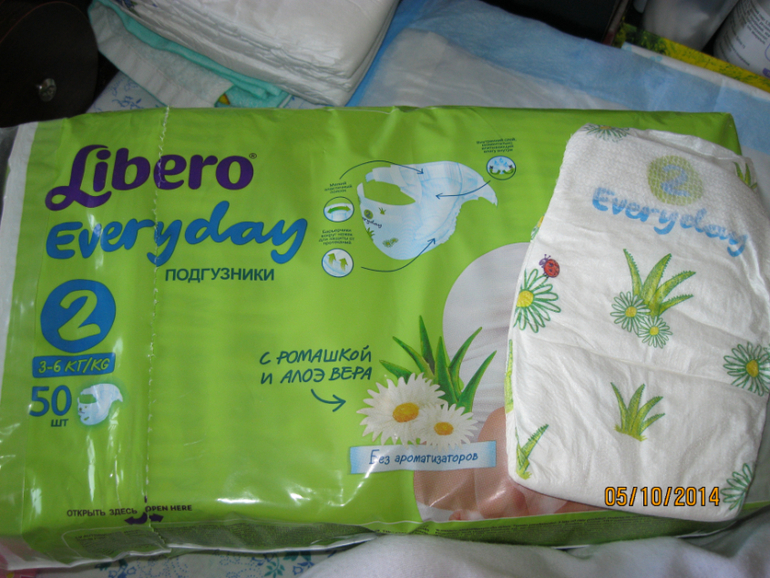 Libero®
Everyday
ПОДГУЗНИКИ
2
3-6 КГ/KG
50
ШТ
С РОМАШКОЙ
И АЛОЭ ВЕРА
Без ароматизаторов
ОТКРЫТЬ ЗДЕСЬ OPEN HERE
2
Everyday
05/10/2014